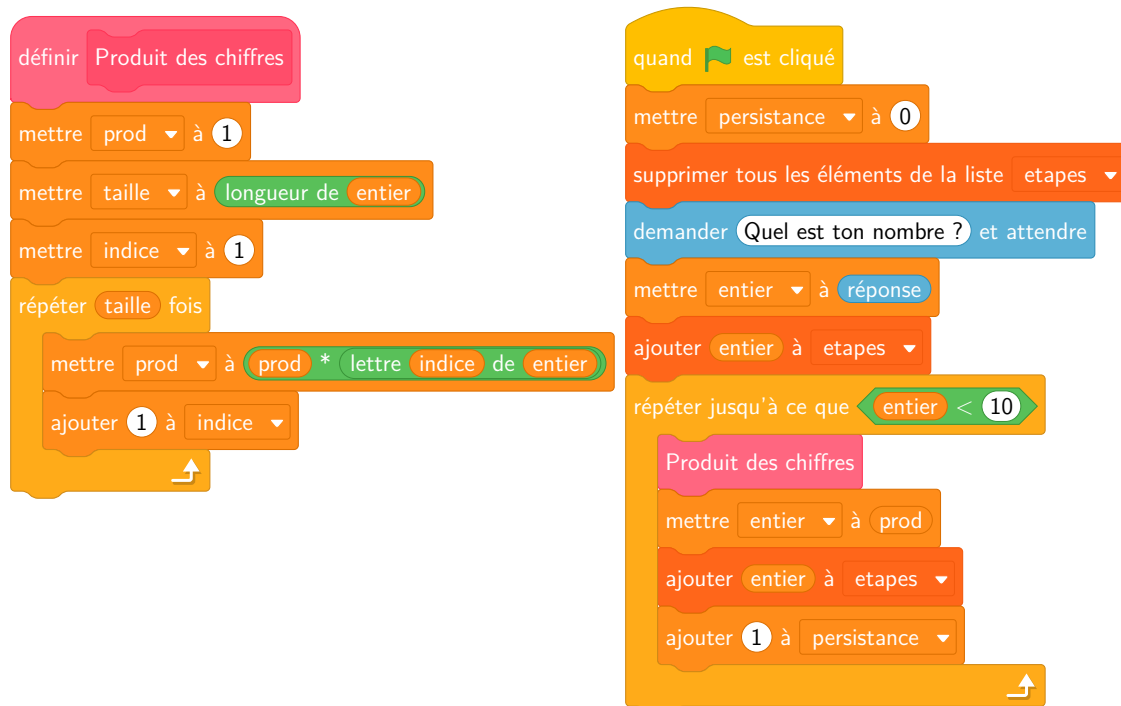 définir Produit des chiffres
mettre prod à 1
mettre taille à longueur de entier
mettre indice à 1
répéter taille fois
mettre prod à prod * lettre indice de entier
ajouter 1 à indice
quand est cliqué
mettre persistance à 0
supprimer tous les éléments de la liste etapes
demander Quel est ton nombre ? et attendre
mettre entier à réponse
ajouter entier à etapes
répéter jusqu'à ce que entier < 10
Produit des chiffres
mettre entier à prod
ajouter entier à etapes
ajouter 1 à persistance